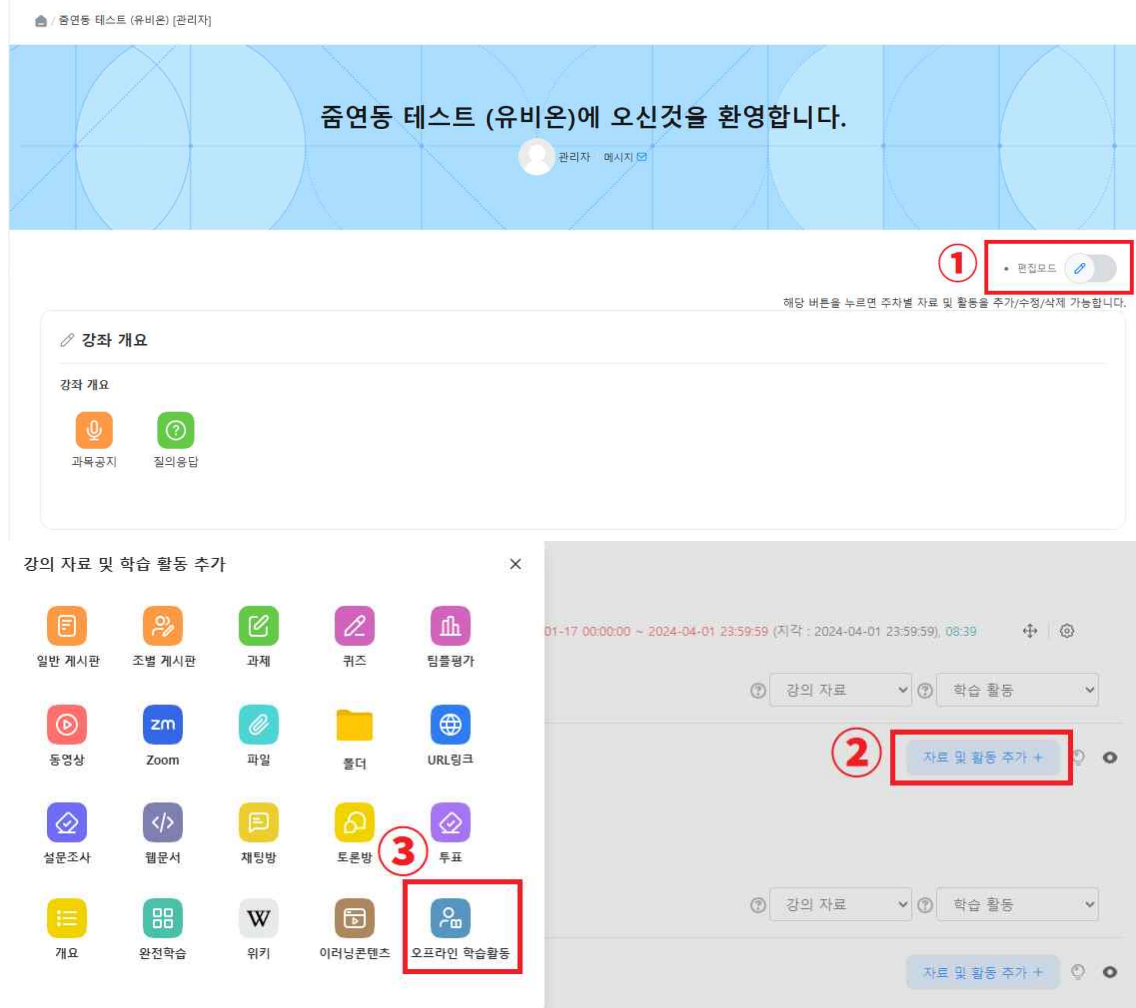 / 줌연동 테스트 (유비온) [관리자]
줌연동 테스트 (유비온)에 오신것을 환영합니다.
관리자 메시지
1 • 편집모드
해당 버튼을 누르면 주차별 자료 및 활동을 추가/수정/삭제 가능합니다.
강좌 개요
강좌 개요
과목공지 질의응답
강의 자료 및 학습 활동 추가 ×
일반 게시판 조별 게시판 과제 퀴즈 팀플평가
zm
동영상 Zoom 파일 폴더 URL링크
설문조사 웹문서 채팅방 토론방 투표
3
W
개요 완전학습 위키 이러닝콘텐츠 오프라인 학습활동
01-17 00:00:00 ~ 2024-04-01 23:59:59 (지각 : 2024-04-01 23:59:59), 08:39
강의 자료 학습 활동
2 자료 및 활동 추가 +
강의 자료 학습 활동
자료 및 활동 추가 +